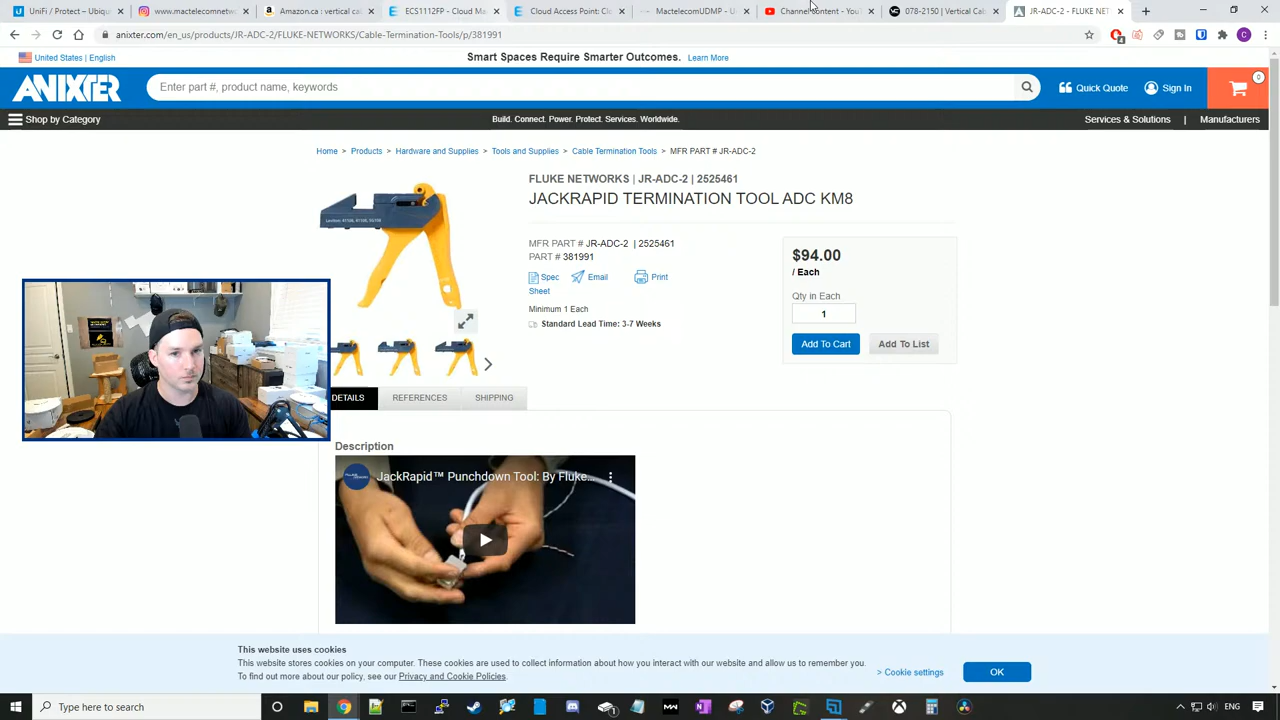 UniFi / Protect - Ubiqui
www.mactelecomnetw
Amazon.ca : vertical ca
ECS1112FP - Cloud Ma
Cloud Access Point: Clo
MactelecomUDMP - U
Channel content - You
078-2150 | Vertical Cab
JR-ADC-2 - FLUKE NET
anixter.com/en_us/products/JR-ADC-2/FLUKE-NETWORKS/Cable-Termination-Tools/p/381991
United States | English
Smart Spaces Require Smarter Outcomes. Learn More
ANIXTER
Enter part #, product name, keywords
Quick Quote
Sign In
0
Shop by Category
Build. Connect. Power. Protect. Services. Worldwide.
Services & Solutions | Manufacturers
Home > Products > Hardware and Supplies > Tools and Supplies > Cable Termination Tools > MFR PART # JR-ADC-2
FLUKE NETWORKS | JR-ADC-2 | 2525461
JACKRAPID TERMINATION TOOL ADC KM8
MFR PART # JR-ADC-2 | 2525461
PART # 381991
Spec Sheet
Email
Print
Minimum 1 Each
Standard Lead Time: 3-7 Weeks
$94.00
/ Each
Qty in Each
1
Add To Cart
Add To List
DETAILS
REFERENCES
SHIPPING
Description
JackRapid™ Punchdown Tool: By Fluke...
This website uses cookies
This website stores cookies on your computer. These cookies are used to collect information about how you interact with our website and allow us to remember you.
To find out more about our policy, see our Privacy and Cookie Policies.
> Cookie settings
OK
Type here to search
ENG